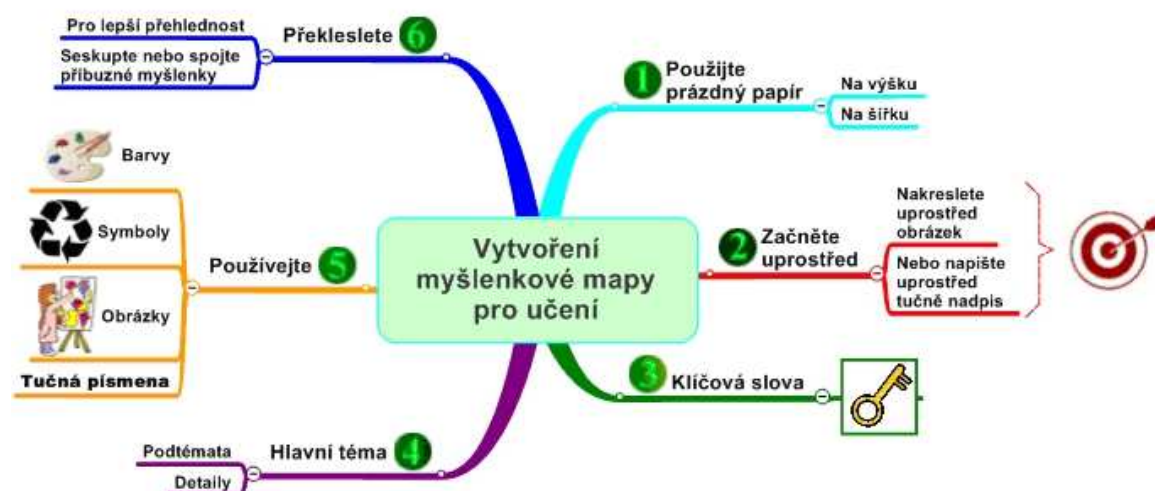 Vytvoření
myšlenkové mapy
pro učení
1
Použijte
prázdný papír
Na výšku
Na šířku
2
Začněte
uprostřed
Nakreslete
uprostřed
obrázek
Nebo napište
uprostřed
tučně nadpis
3
Klíčová slova
4
Hlavní téma
Podtémata
Detaily
5
Používejte
Barvy
Symboly
Obrázky
Tučná písmena
6
Překleslete
Pro lepší přehlednost
Seskupte nebo spojte
příbuzné myšlenky